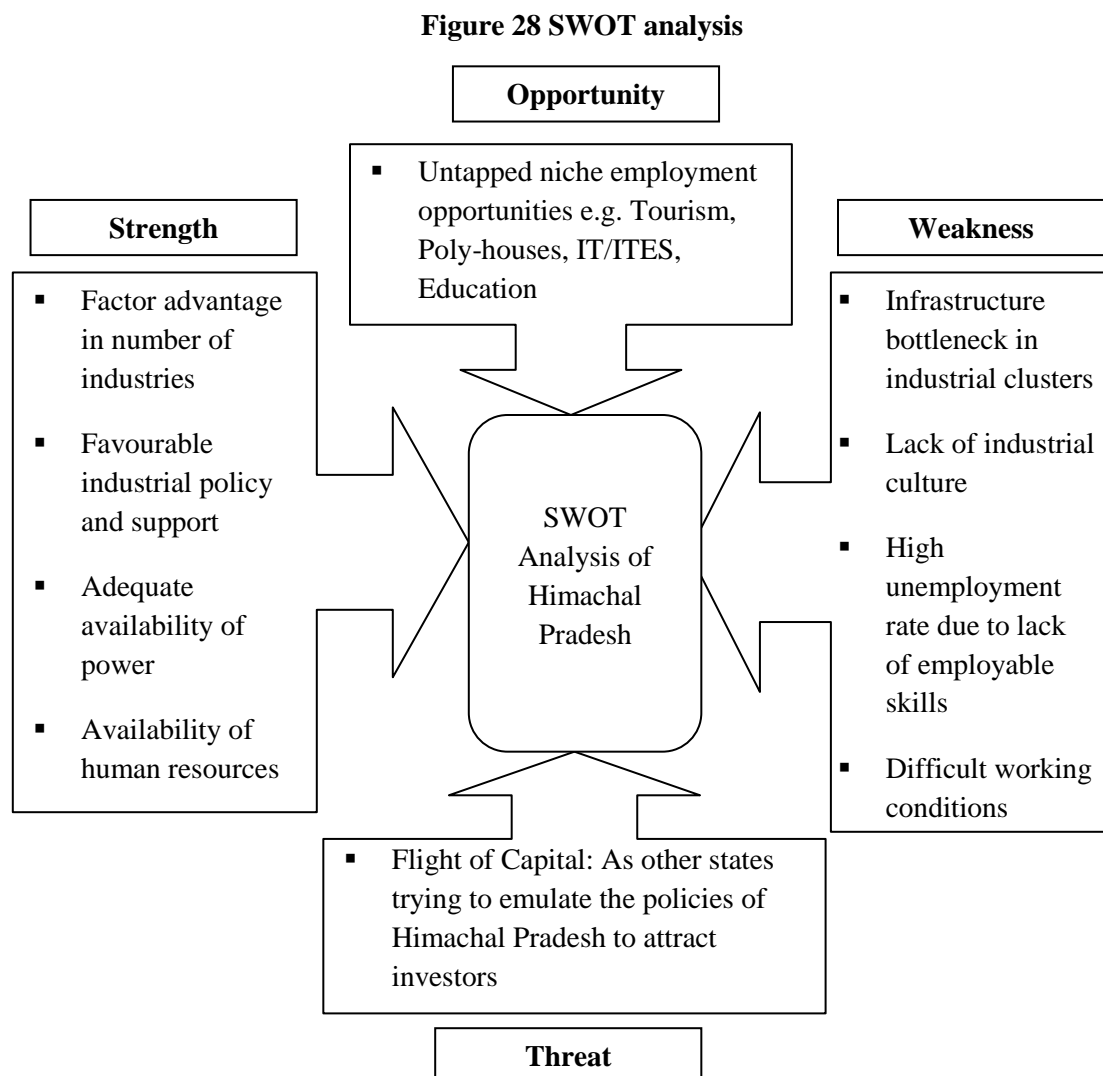 Figure 28 SWOT analysis
Opportunity
▪ Untapped niche employment
opportunities e.g. Tourism,
Poly-houses, IT/ITES,
Education
Strength
▪ Factor advantage
in number of
industries
▪ Favourable
industrial policy
and support
▪ Adequate
availability of
power
▪ Availability of
human resources
SWOT
Analysis of
Himachal
Pradesh
Weakness
▪ Infrastructure
bottleneck in
industrial clusters
▪ Lack of industrial
culture
▪ High
unemployment
rate due to lack
of employable
skills
▪ Difficult working
conditions
▪ Flight of Capital: As other states
trying to emulate the policies of
Himachal Pradesh to attract
investors
Threat